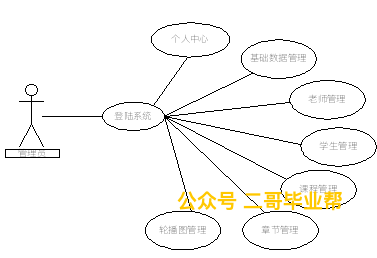 个人中心
基础数据管理
老师管理
登陆系统
学生管理
管理员
课程管理
公众号 二哥毕业帮
轮播图管理
章节管理